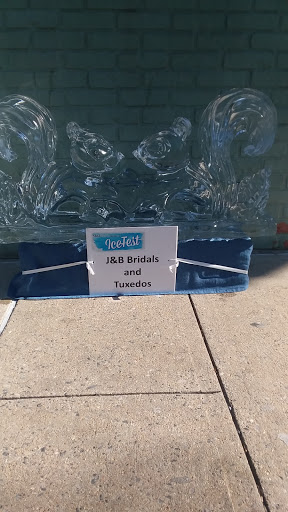 IceFest
J&B Bridals
and
Tuxedos